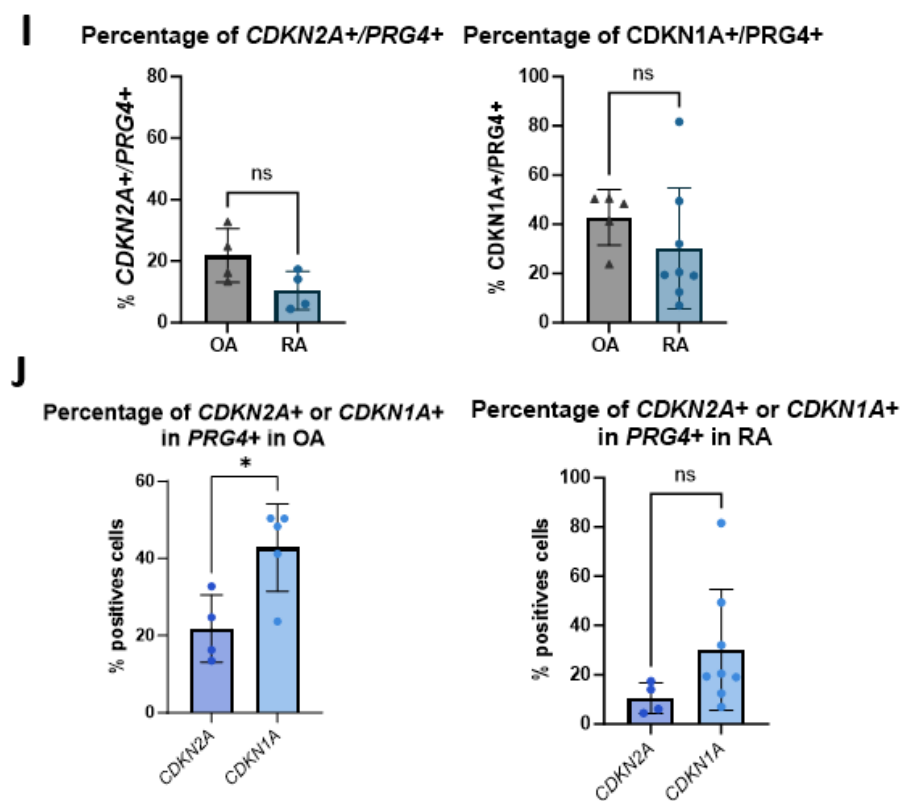 I
Percentage of CDKN2A+/PRG4+
% CDKN2A+/PRG4+
80
60
40
20
0
ns
OA
RA
Percentage of CDKN1A+/PRG4+
% CDKN1A+/PRG4+
100
80
60
40
20
0
ns
OA
RA
J
Percentage of CDKN2A+ or CDKN1A+
in PRG4+ in OA
% positives cells
60
40
20
0
*
CDKN2A
CDKN1A
Percentage of CDKN2A+ or CDKN1A+
in PRG4+ in RA
% positives cells
100
80
60
40
20
0
ns
CDKN2A
CDKN1A